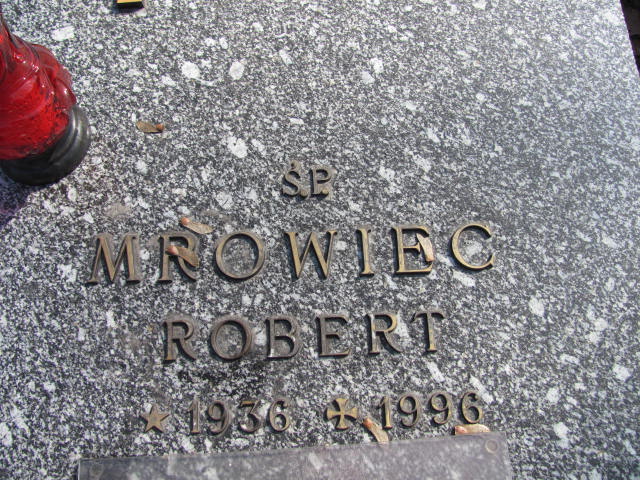 ŚP.
MROWIEC
ROBERT
★ 1936 ✠ 1996